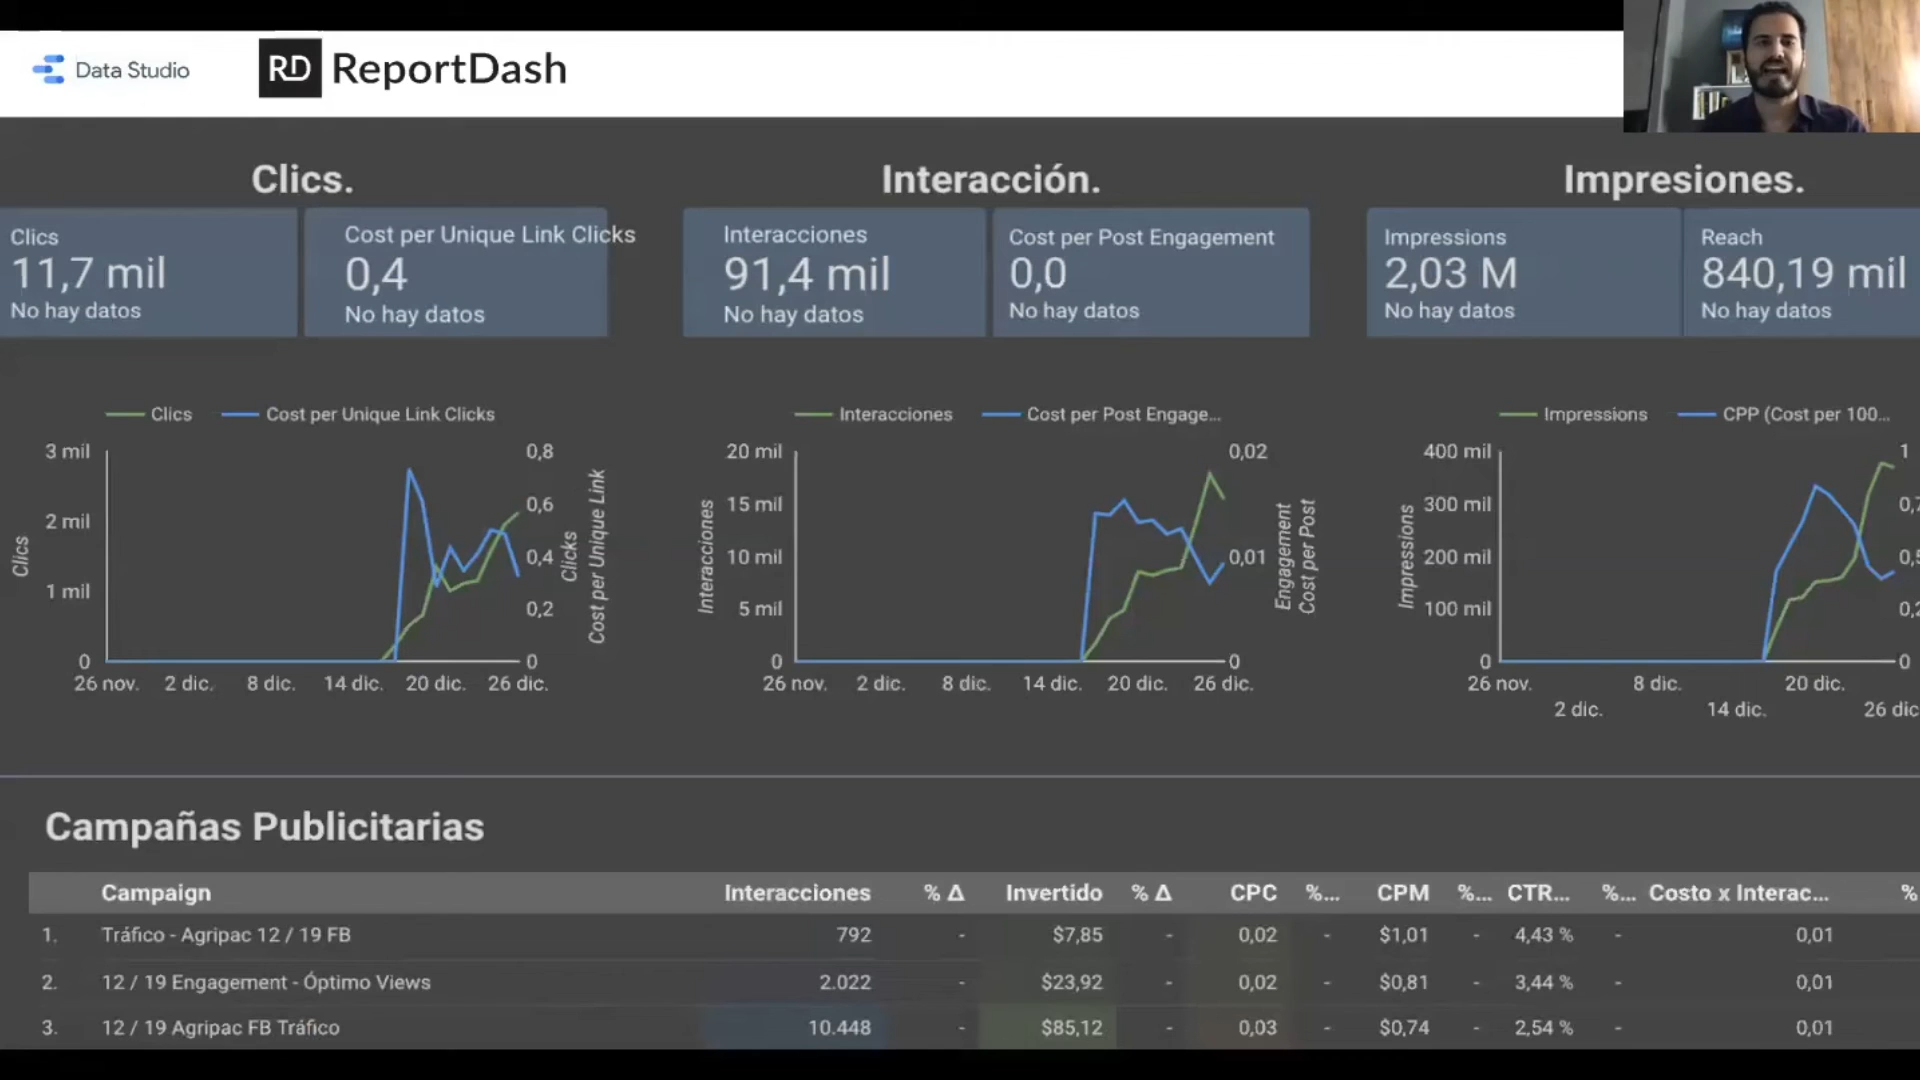 Data Studio
RD ReportDash
Clics.
Interacción.
Impresiones.
Clics
11,7 mil
No hay datos
Cost per Unique Link Clicks
0,4
No hay datos
Interacciones
91,4 mil
No hay datos
Cost per Post Engagement
0,0
No hay datos
Impressions
2,03 M
No hay datos
Reach
840,19 mil
No hay datos
Clics Cost per Unique Link Clicks
3 mil
2 mil
1 mil
0
Clics
0,8
0,6
0,4
0,2
0
Clicks
Cost per Unique Link
26 nov. 2 dic. 8 dic. 14 dic. 20 dic. 26 dic.
Interacciones Cost per Post Engage...
20 mil
15 mil
10 mil
5 mil
0
Interacciones
0,02
0,01
0
Engagement
Cost per Post
26 nov. 2 dic. 8 dic. 14 dic. 20 dic. 26 dic.
Impressions CPP (Cost per 100...
400 mil
300 mil
200 mil
100 mil
0
Impressions
1
0,7
0,5
0,2
0
26 nov. 8 dic. 20 dic.
2 dic. 14 dic. 26 dic
Campañas Publicitarias
Campaign Interacciones % Δ Invertido % Δ CPC %... CPM %... CTR... %... Costo x Interac... %
1. Tráfico - Agripac 12 / 19 FB 792 - $7,85 - 0,02 - $1,01 - 4,43 % - 0,01
2. 12 / 19 Engagement - Óptimo Views 2.022 - $23,92 - 0,02 - $0,81 - 3,44 % - 0,01
3. 12 / 19 Agripac FB Tráfico 10.448 - $85,12 - 0,03 - $0,74 - 2,54 % - 0,01